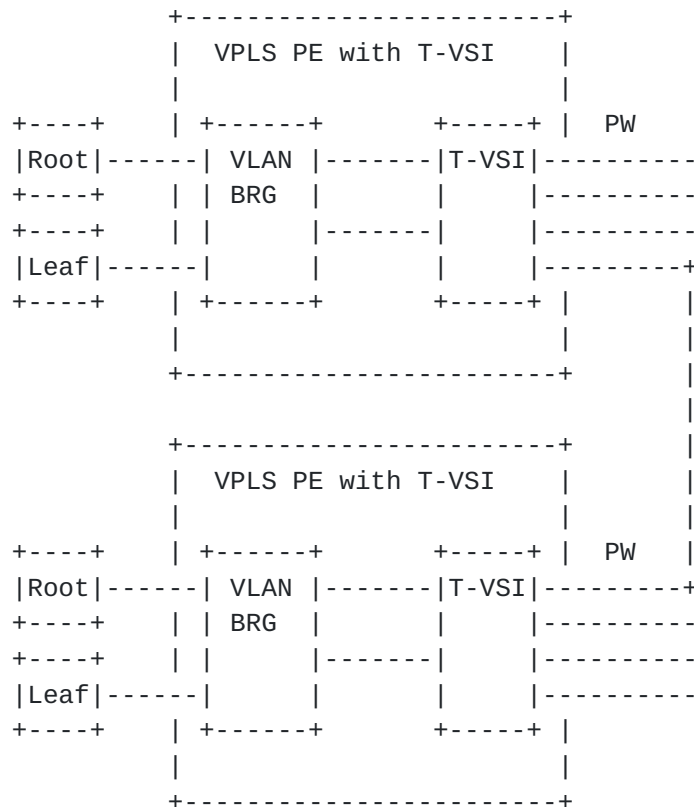 VPLS PE with T-VSI
PW
Root VLAN T-VSI
BRG
Leaf
VPLS PE with T-VSI
PW
Root VLAN T-VSI
BRG
Leaf